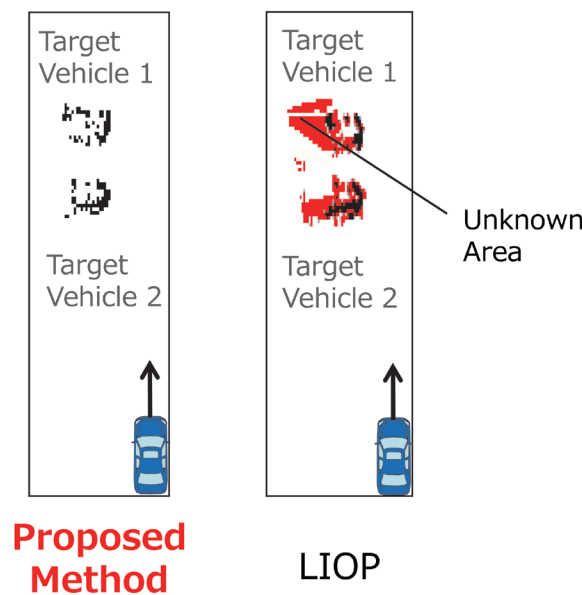 Target
Vehicle 1
Target
Vehicle 2
Proposed
Method
Target
Vehicle 1
Unknown
Area
Target
Vehicle 2
LIOP